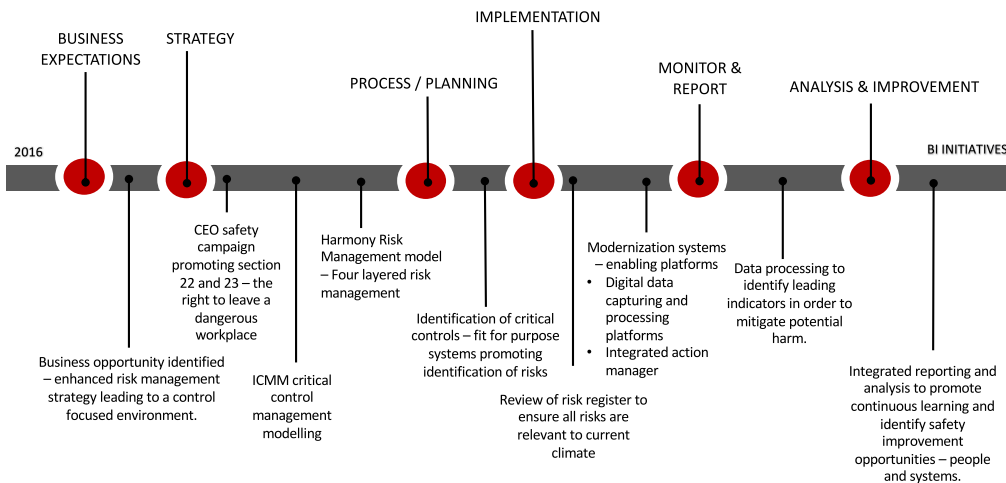 BUSINESS
EXPECTATIONS
STRATEGY
PROCESS / PLANNING
IMPLEMENTATION
MONITOR &
REPORT
ANALYSIS & IMPROVEMENT
2016
BI INITIATIVES
Business opportunity identified
– enhanced risk management
strategy leading to a control
focused environment.
CEO safety
campaign
promoting section
22 and 23 – the
right to leave a
dangerous
workplace
ICMM critical
control
management
modelling
Harmony Risk
Management model
– Four layered risk
management
Identification of critical
controls – fit for purpose
systems promoting
identification of risks
Review of risk register to
ensure all risks are
relevant to current
climate
Modernization systems
– enabling platforms
• Digital data
capturing and
processing
platforms
• Integrated action
manager
Data processing to
identify leading
indicators in order to
mitigate potential
harm.
Integrated reporting and
analysis to promote
continuous learning and
identify safety
improvement
opportunities – people
and systems.